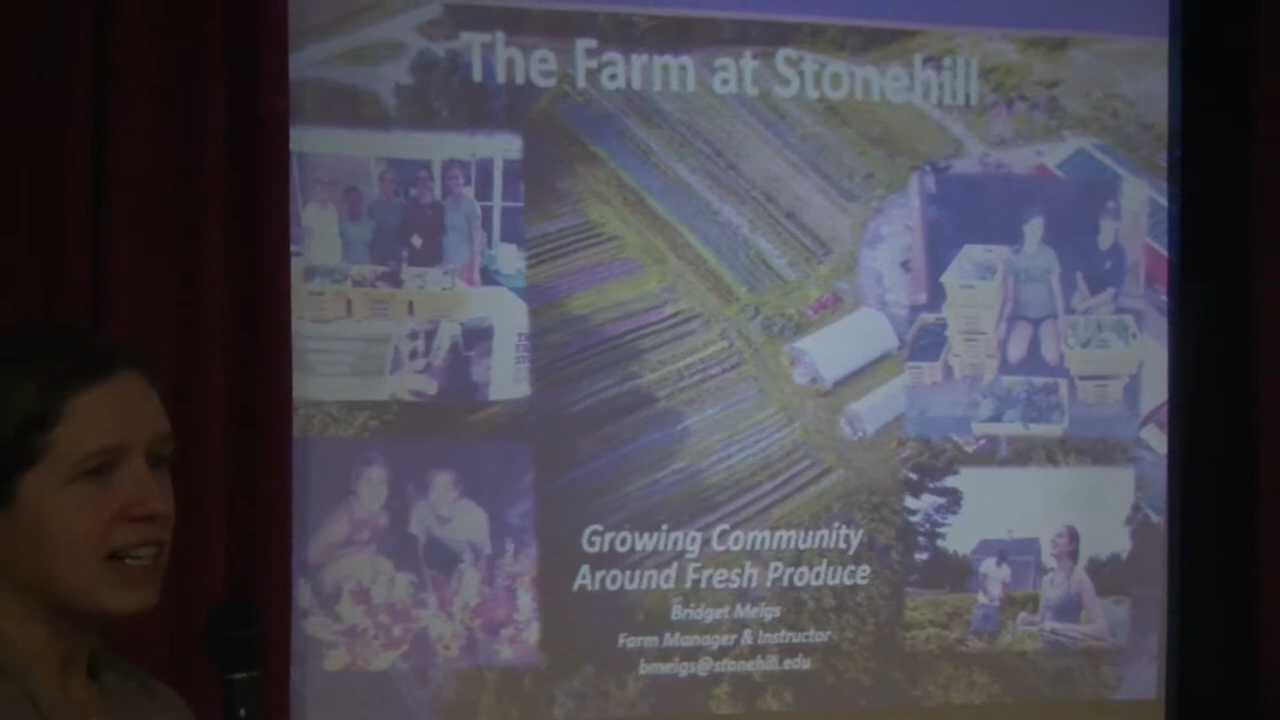 The Farm at Stonehill
Growing Community
Around Fresh Produce
Bridget Meigs
Farm Manager & Instructor
bmeigs@stonehill.edu